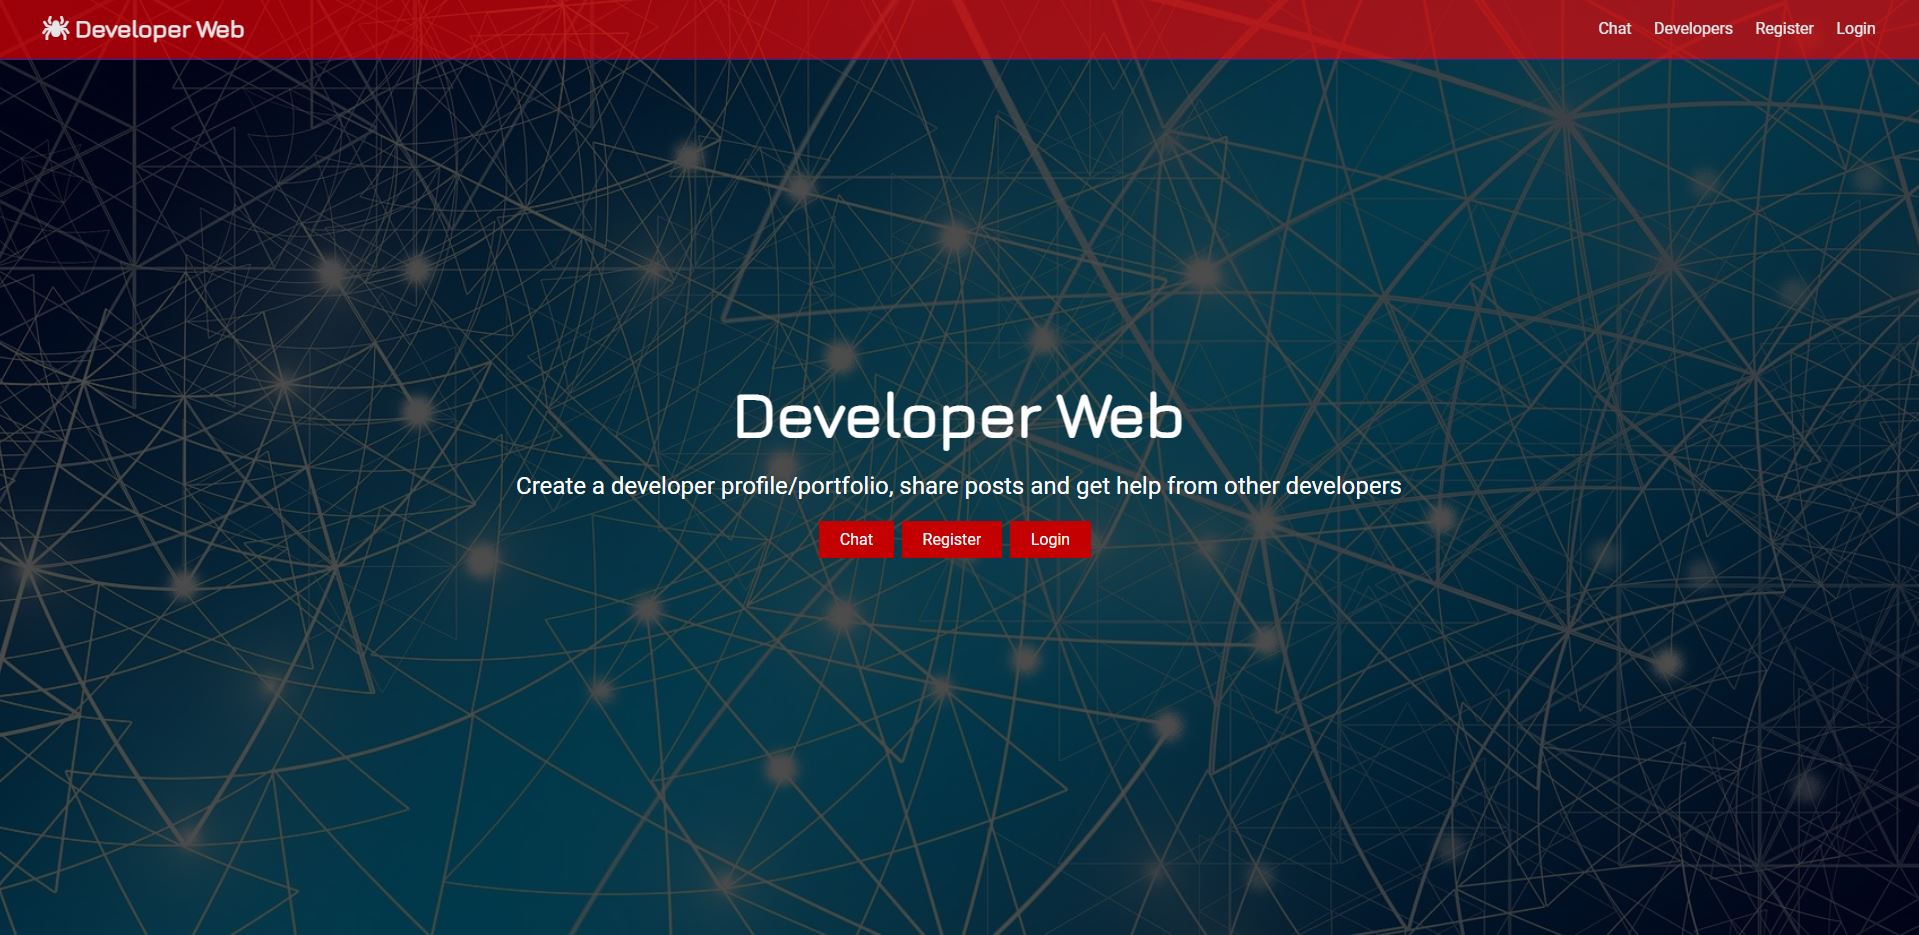 Developer Web
Chat Developers Register Login
Developer Web
Create a developer profile/portfolio, share posts and get help from other developers
Chat Register Login